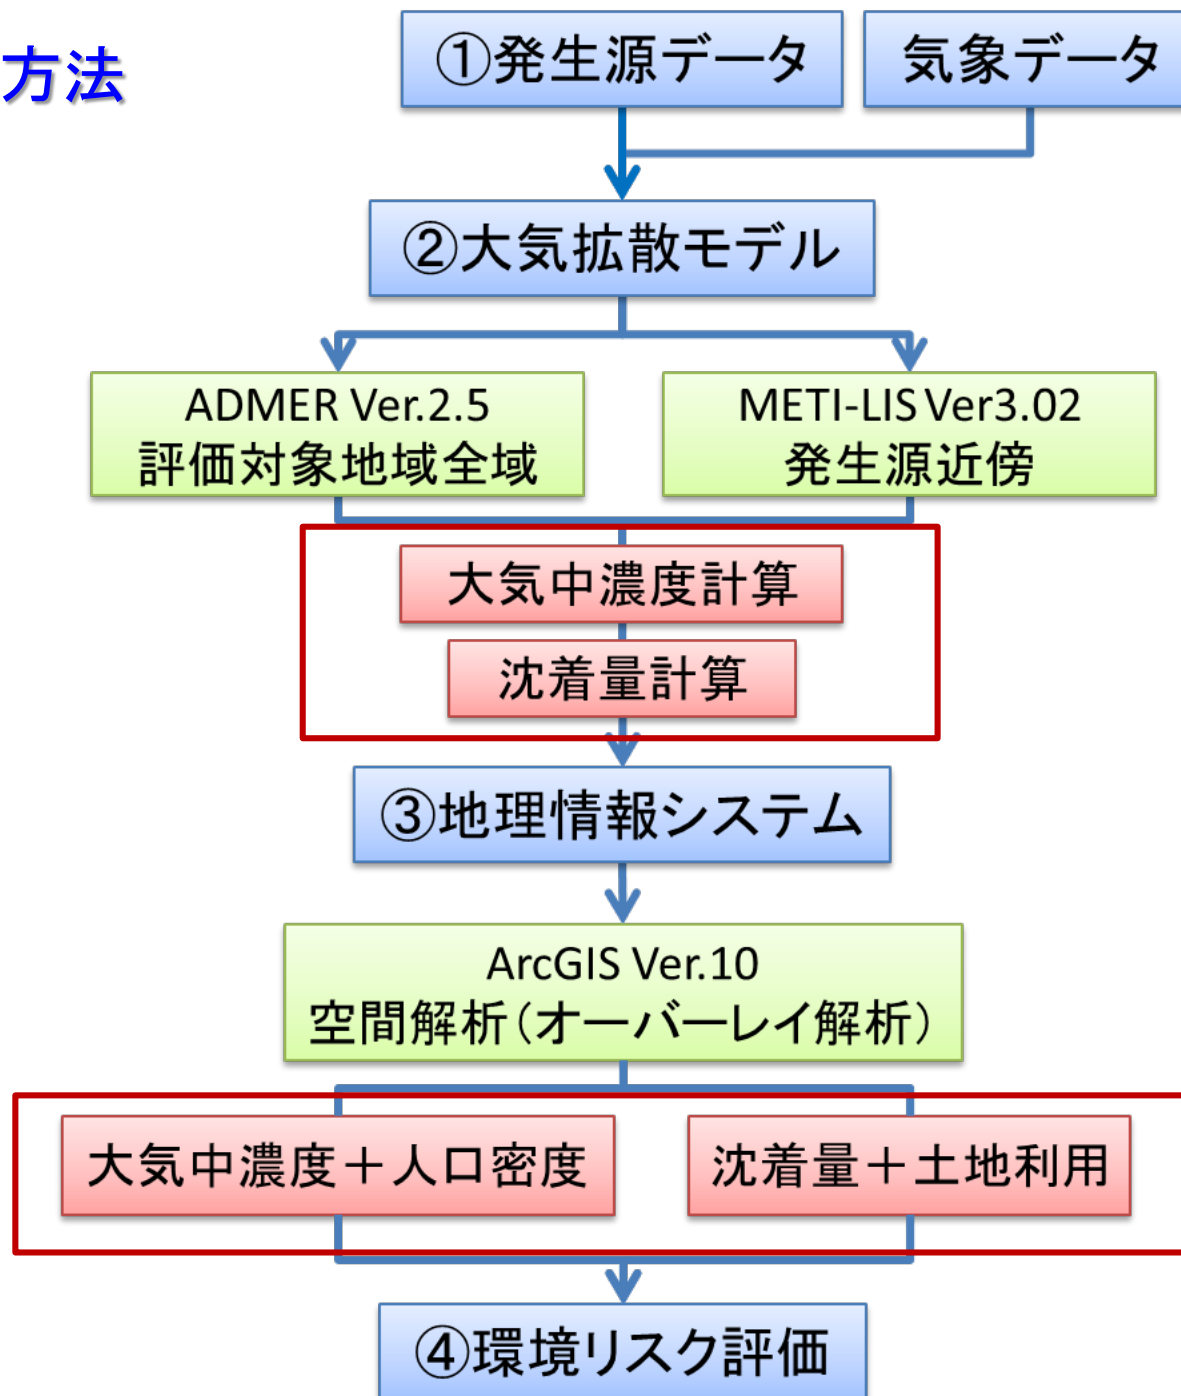 方法
①発生源データ
気象データ
②大気拡散モデル
ADMER Ver.2.5
評価対象地域全域
METI-LIS Ver3.02
発生源近傍
大気中濃度計算
沈着量計算
③地理情報システム
ArcGIS Ver.10
空間解析(オーバーレイ解析)
大気中濃度＋人口密度
沈着量＋土地利用
④環境リスク評価